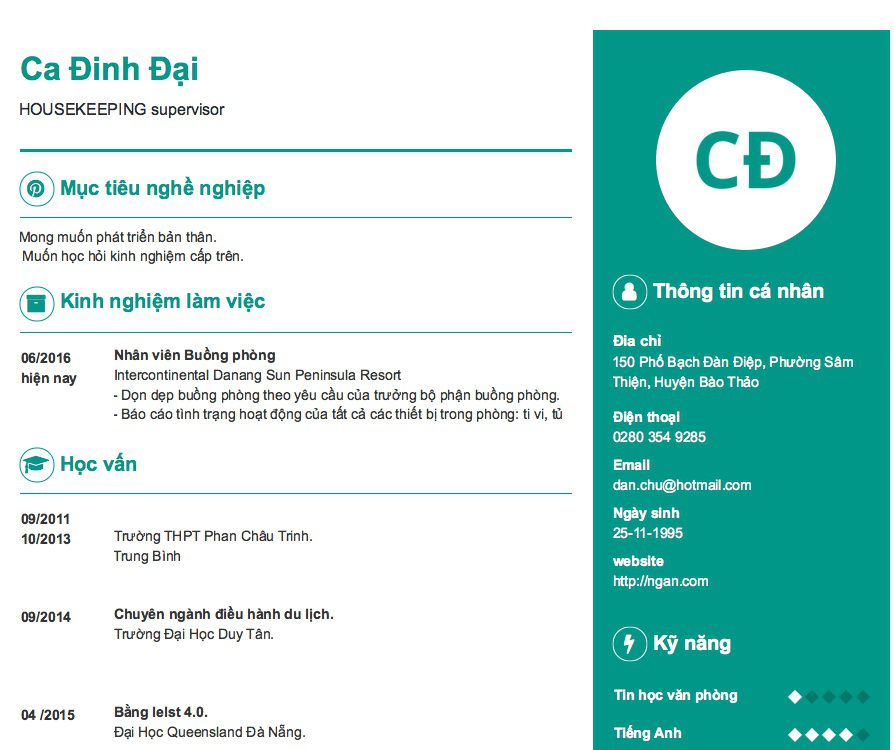 Ca Đinh Đại
HOUSEKEEPING supervisor
Mục tiêu nghề nghiệp
Mong muốn phát triển bản thân.
Muốn học hỏi kinh nghiệm cấp trên.
Kinh nghiệm làm việc
06/2016
hiện nay
Nhân viên Buồng phòng
Intercontinental Danang Sun Peninsula Resort
- Dọn dẹp buồng phòng theo yêu cầu của trưởng bộ phận buồng phòng.
- Báo cáo tình trạng hoạt động của tất cả các thiết bị trong phòng: ti vi, tủ
Học vấn
09/2011
10/2013
Trường THPT Phan Châu Trinh.
Trung Bình
09/2014
Chuyên ngành điều hành du lịch.
Trường Đại Học Duy Tân.
04 /2015
Bằng Ielst 4.0.
Đại Học Queensland Đà Nẵng.
CĐ
Thông tin cá nhân
Địa chỉ
150 Phố Bạch Đàn Điệp, Phường Sâm
Thiện, Huyện Bào Thảo
Điện thoại
0280 354 9285
Email
dan.chu@hotmail.com
Ngày sinh
25-11-1995
website
http://ngan.com
Kỹ năng
Tin học văn phòng
Tiếng Anh